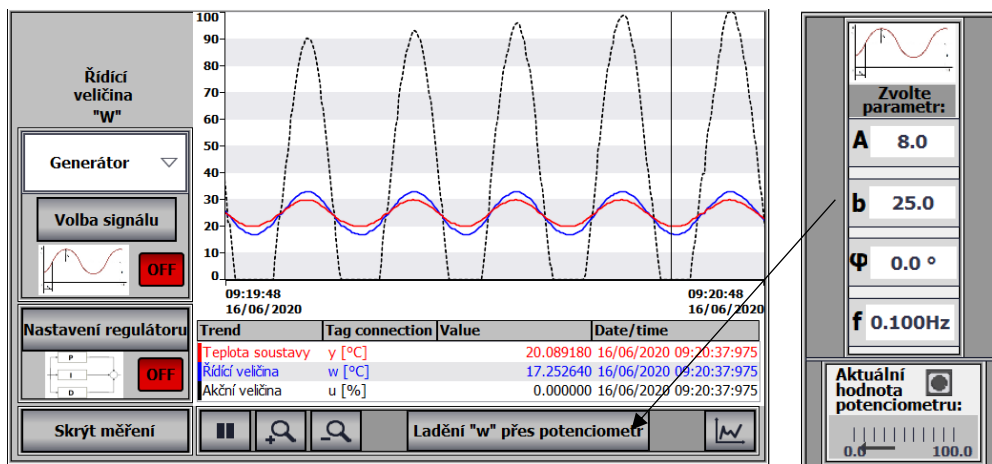 Řídící
veličina
"W"
Generátor
Volba signálu
OFF
Nastavení regulátoru
P
I
D
OFF
Skrýt měření
100
90
80
70
60
50
40
30
20
10
0
09:19:48
16/06/2020
09:20:48
16/06/2020
Trend Tag connection Value Date/time
Teplota soustavy y [°C] 20.089180 16/06/2020 09:20:37:975
Řídící veličina w [°C] 17.252640 16/06/2020 09:20:37:975
Akční veličina u [%] 0.000000 16/06/2020 09:20:37:975
Ladění "w" přes potenciometr
Zvolte
parametr:
A 8.0
b 25.0
φ 0.0 °
f 0.100Hz
Aktuální
hodnota
potenciometru:
0.0 100.0